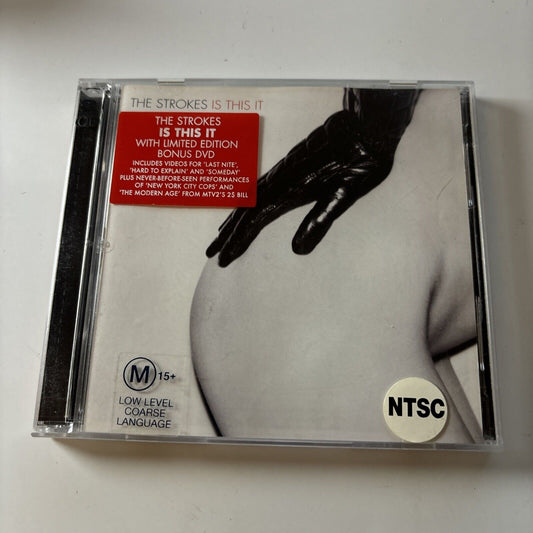 THE STROKES IS THIS IT
THE STROKES
IS THIS IT
WITH LIMITED EDITION
BONUS DVD
INCLUDES VIDEOS FOR 'LAST NITE',
'HARD TO EXPLAIN' AND 'SOMEDAY'
PLUS NEVER-BEFORE-SEEN PERFORMANCES
OF 'NEW YORK CITY COPS' AND
'THE MODERN AGE' FROM MTV2'S 2$ BILL
M 15+
LOW LEVEL
COARSE
LANGUAGE
NTSC